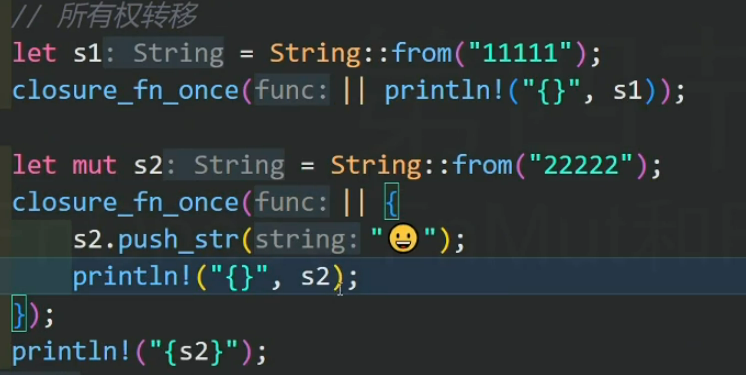 // 所有权转移
let s1: String = String::from("11111");
closure_fn_once(func: || println!("{}", s1));
let mut s2: String = String::from("22222");
closure_fn_once(func: || {
s2.push_str(string: "😀");
println!("{}", s2);
});
println!("{s2}");